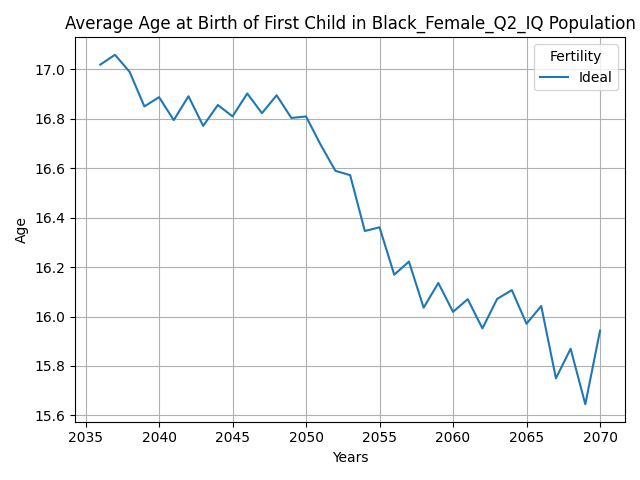 Average Age at Birth of First Child in Black_Female_Q2_IQ Population
Fertility
Ideal
17.0
16.8
16.6
16.4
16.2
16.0
15.8
15.6
Age
2035 2040 2045 2050 2055 2060 2065 2070
Years